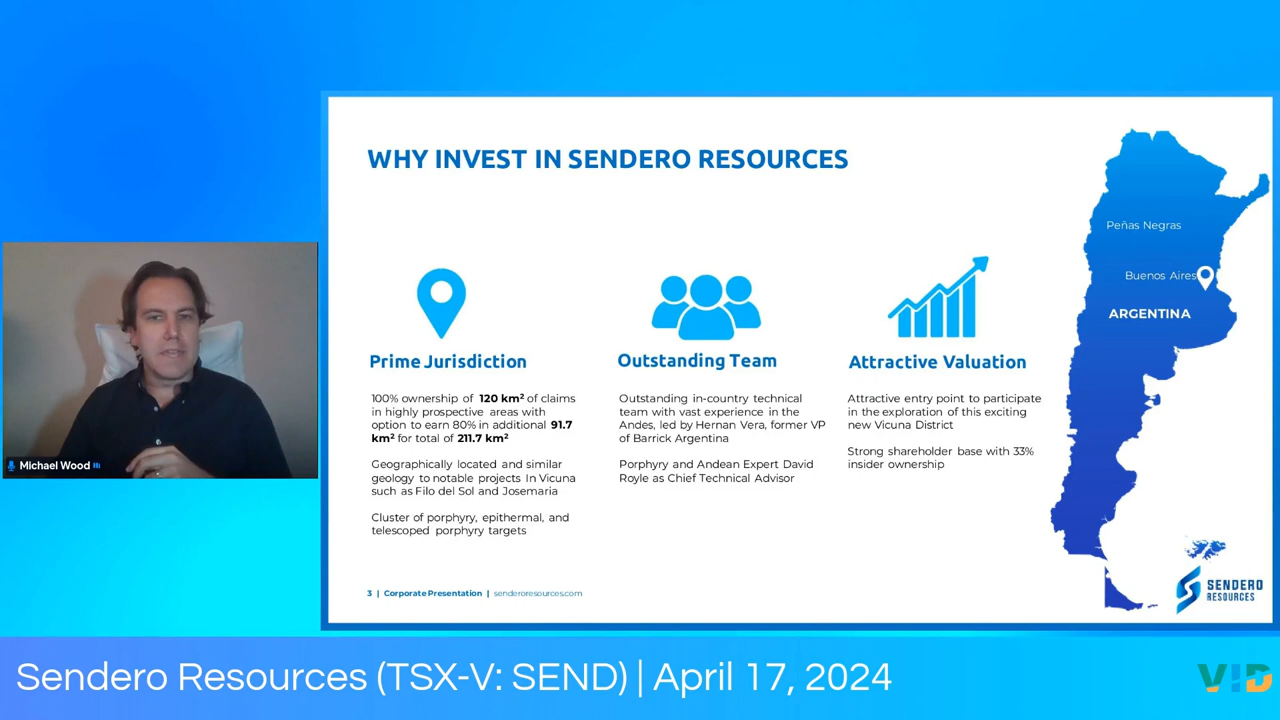 WHY INVEST IN SENDERO RESOURCES
Prime Jurisdiction
100% ownership of 120 km² of claims
in highly prospective areas with
option to earn 80% in additional 91.7
km² for total of 211.7 km²
Geographically located and similar
geology to notable projects In Vicuna
such as Filo del Sol and Josemaria
Cluster of porphyry, epithermal, and
telescoped porphyry targets
Outstanding Team
Outstanding in-country technical
team with vast experience in the
Andes, led by Hernan Vera, former VP
of Barrick Argentina
Porphyry and Andean Expert David
Royle as Chief Technical Advisor
Attractive Valuation
Attractive entry point to participate
in the exploration of this exciting
new Vicuna District
Strong shareholder base with 33%
insider ownership
Peñas Negras
Buenos Aires
ARGENTINA
3 | Corporate Presentation | senderoresources.com
SENDERO
RESOURCES
Michael Wood
Sendero Resources (TSX-V: SEND) | April 17, 2024
VID